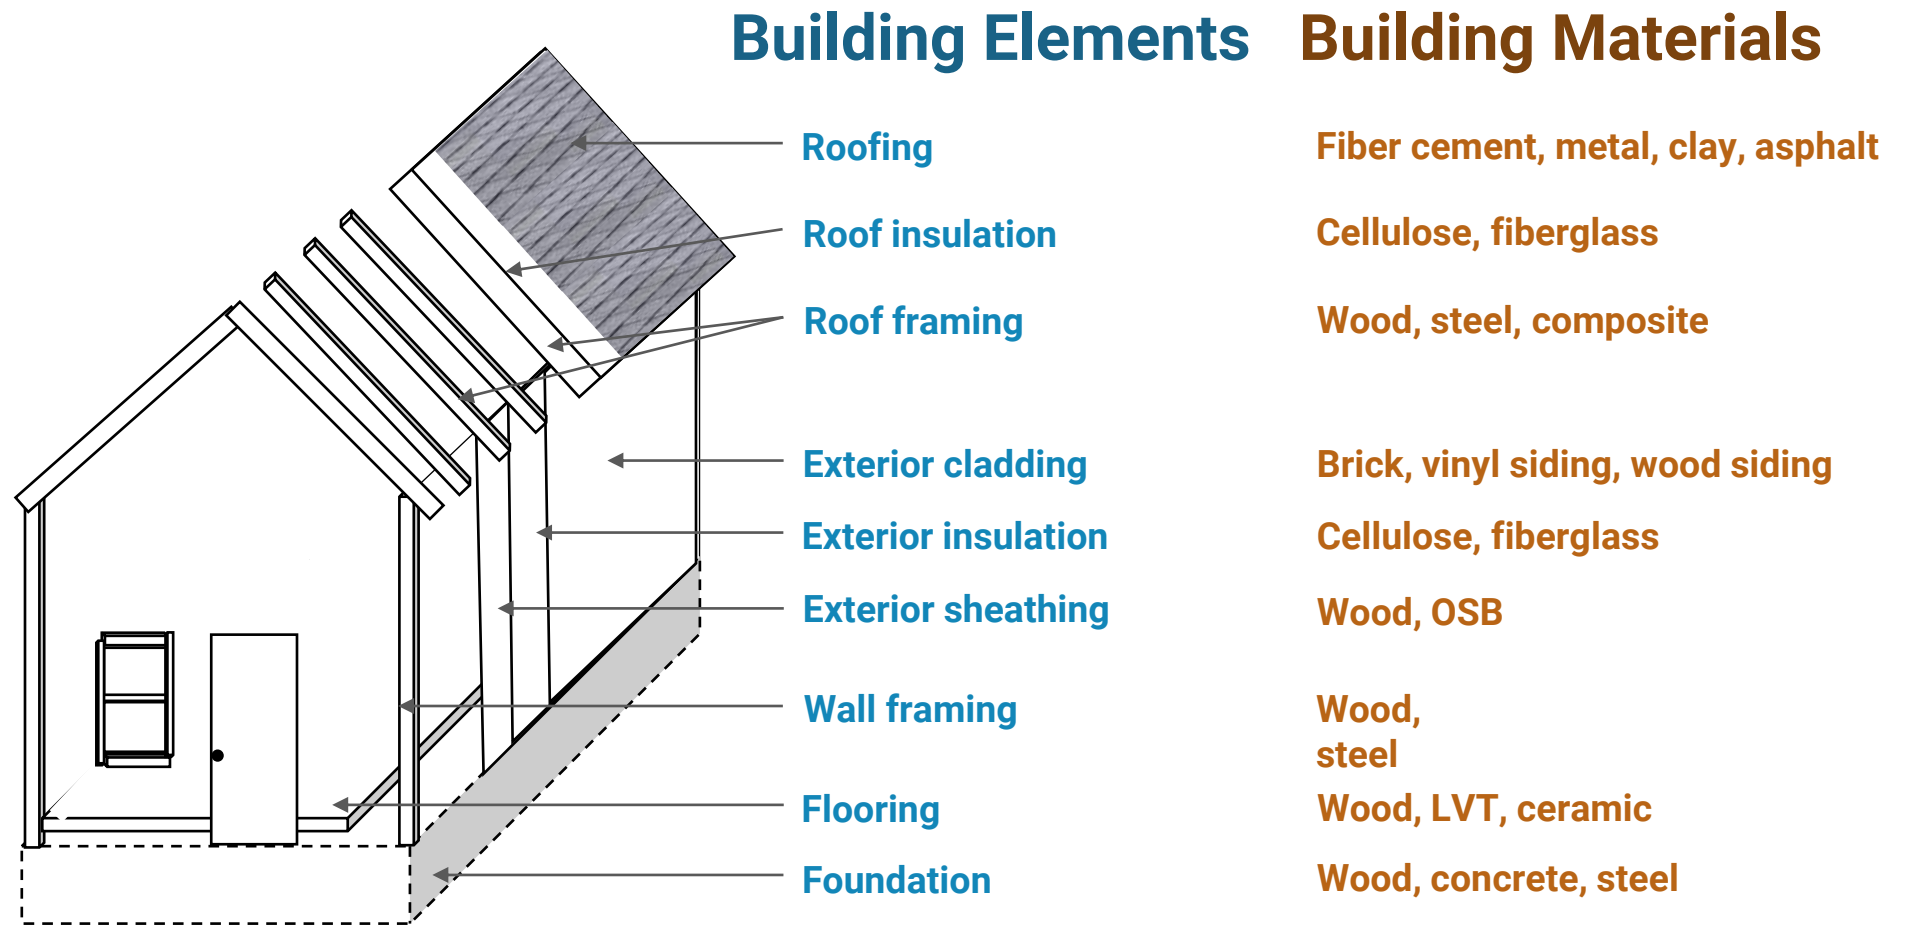 Building Elements Building Materials
Roofing Fiber cement, metal, clay, asphalt
Roof insulation Cellulose, fiberglass
Roof framing Wood, steel, composite
Exterior cladding Brick, vinyl siding, wood siding
Exterior insulation Cellulose, fiberglass
Exterior sheathing Wood, OSB
Wall framing Wood,
steel
Flooring Wood, LVT, ceramic
Foundation Wood, concrete, steel